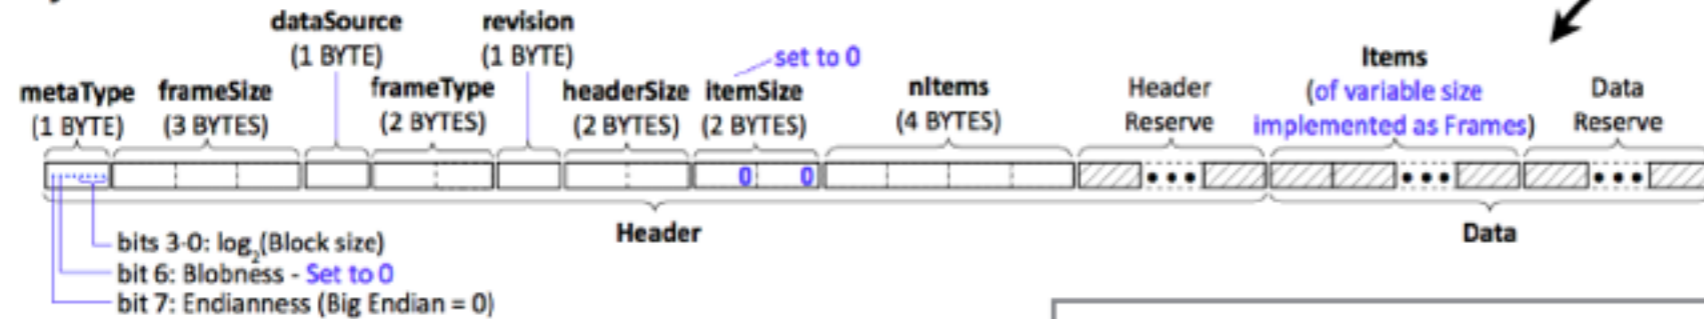 dataSource
(1 BYTE)
revision
(1 BYTE)
set to 0
metaType
(1 BYTE)
frameSize
(3 BYTES)
frameType
(2 BYTES)
headerSize
(2 BYTES)
itemSize
(2 BYTES)
nItems
(4 BYTES)
Header
Reserve
Items
(of variable size
implemented as Frames)
Data
Reserve
0 0
Header
Data
bits 3-0: log2(Block size)
bit 6: Blobness - Set to 0
bit 7: Endianness (Big Endian = 0)